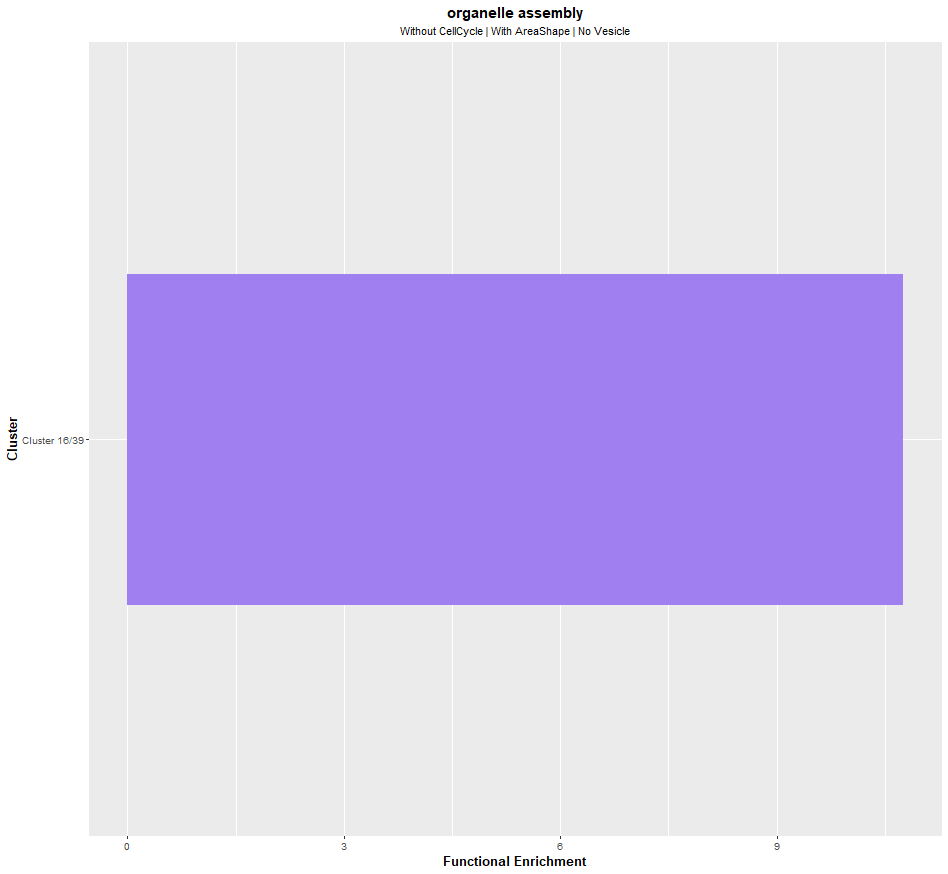 organelle assembly
Without CellCycle | With AreaShape | No Vesicle
Cluster
Cluster 16/39
0 3 6 9
Functional Enrichment